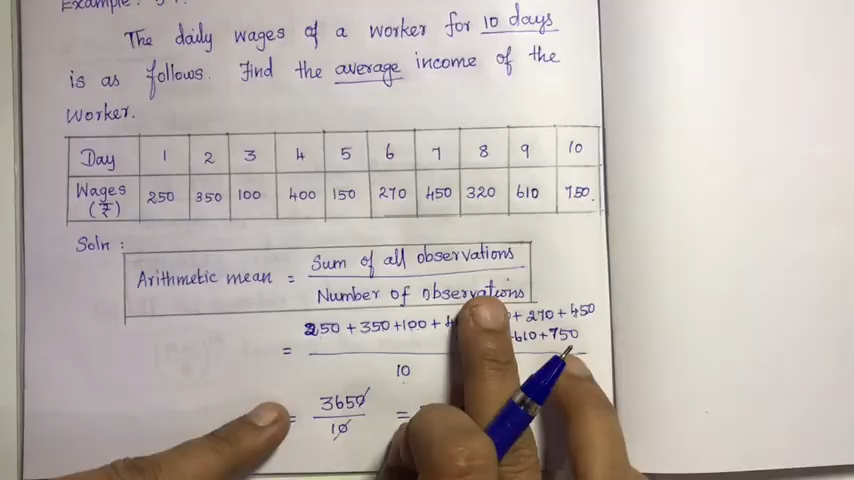 Example:
The daily wages of a worker for 10 days
is as follows. Find the average income of the
worker.
Day 1 2 3 4 5 6 7 8 9 10
Wages (₹) 250 350 100 400 150 270 450 320 610 750
Soln :
Arithmetic mean = Sum of all observations
Number of observations
= 250 + 350 + 100 + + 270 + 450
610 + 750
10
= 3650 =
10